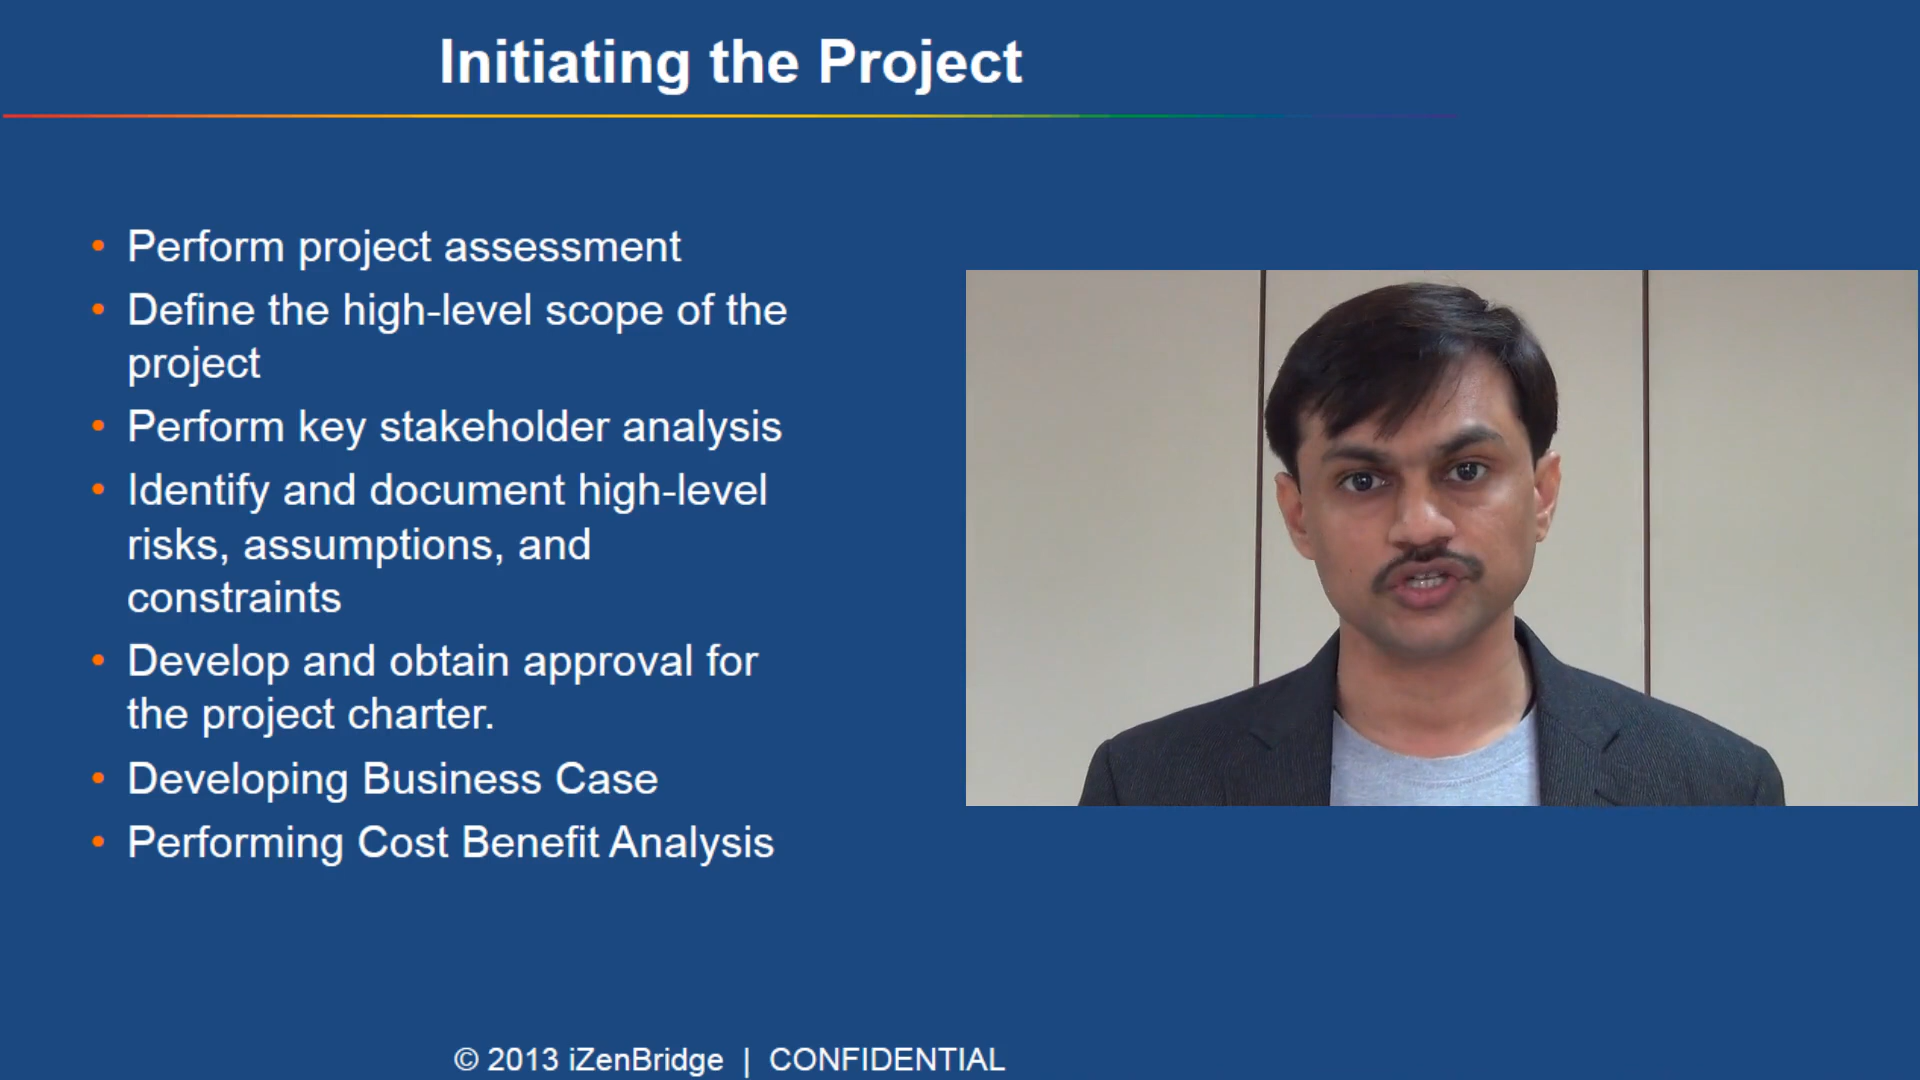 Initiating the Project
• Perform project assessment
• Define the high-level scope of the
project
• Perform key stakeholder analysis
• Identify and document high-level
risks, assumptions, and
constraints
• Develop and obtain approval for
the project charter.
• Developing Business Case
• Performing Cost Benefit Analysis
© 2013 iZenBridge | CONFIDENTIAL